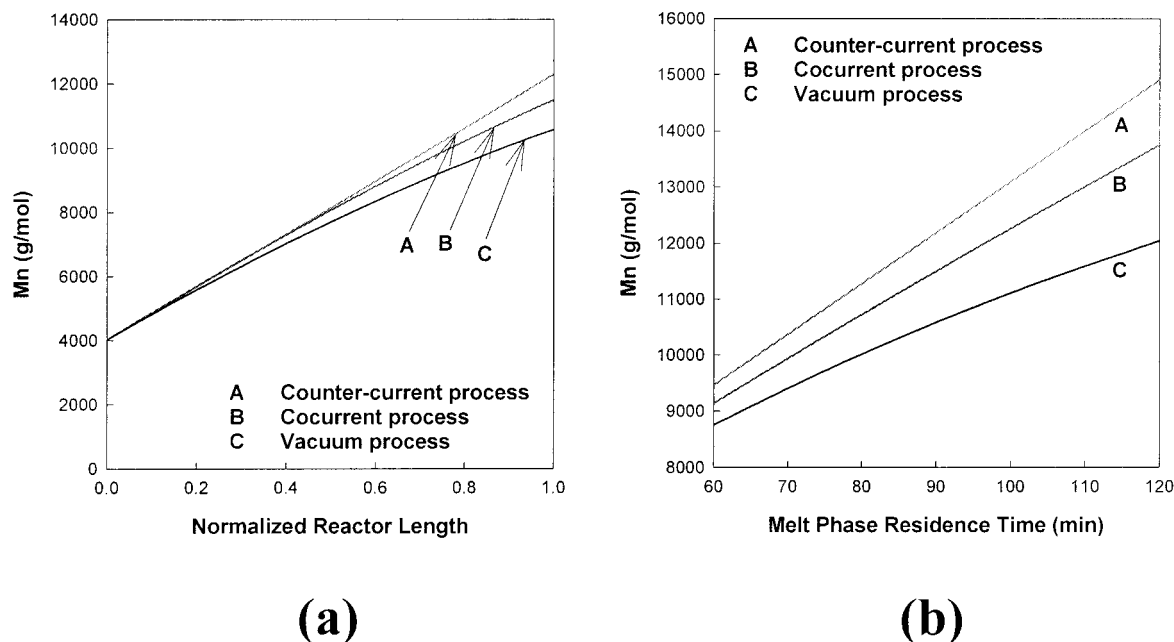 14000
12000
10000
8000
6000
4000
2000
0
Mn (g/mol)
A
B
C
A Counter-current process
B Cocurrent process
C Vacuum process
0.0 0.2 0.4 0.6 0.8 1.0
Normalized Reactor Length
(a)
16000
15000
14000
13000
12000
11000
10000
9000
8000
Mn (g/mol)
A Counter-current process
B Cocurrent process
C Vacuum process
A
B
C
60 70 80 90 100 110 120
Melt Phase Residence Time (min)
(b)